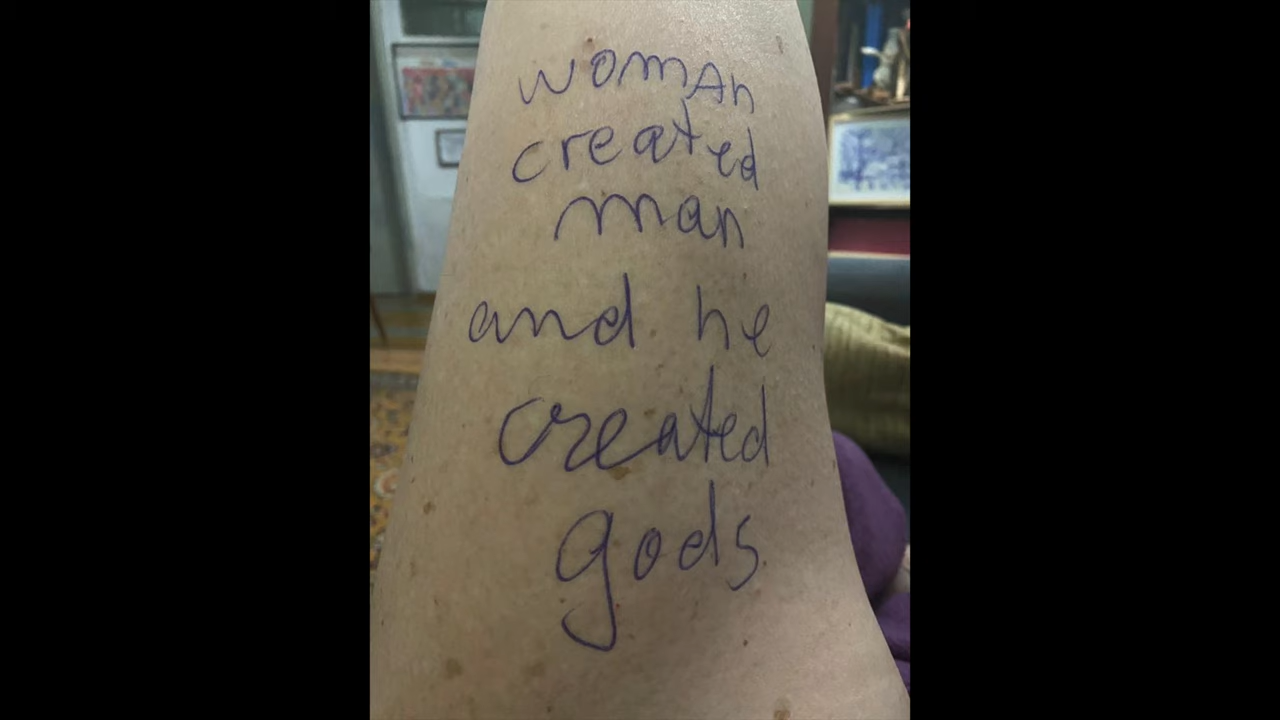 womAn
created
man
and he
created
gods